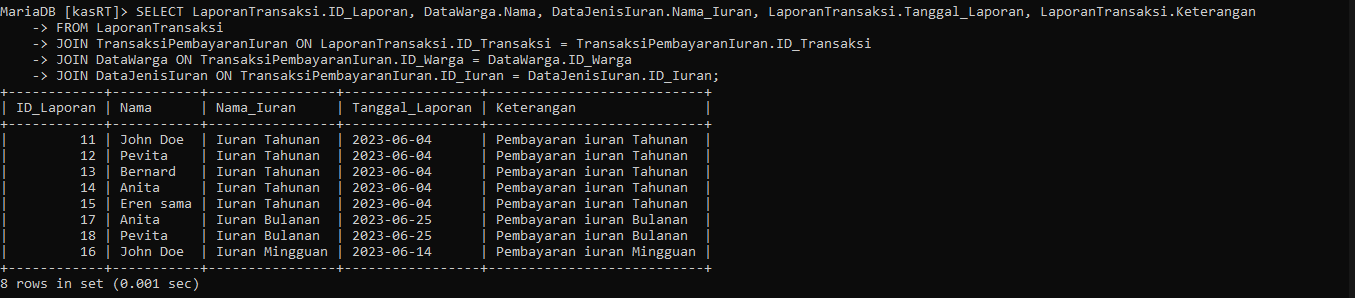 MariaDB [kasRT]> SELECT LaporanTransaksi.ID_Laporan, DataWarga.Nama, DataJenisIuran.Nama_Iuran, LaporanTransaksi.Tanggal_Laporan, LaporanTransaksi.Keterangan
    -> FROM LaporanTransaksi
    -> JOIN TransaksiPembayaranIuran ON LaporanTransaksi.ID_Transaksi = TransaksiPembayaranIuran.ID_Transaksi
    -> JOIN DataWarga ON TransaksiPembayaranIuran.ID_Warga = DataWarga.ID_Warga
    -> JOIN DataJenisIuran ON TransaksiPembayaranIuran.ID_Iuran = DataJenisIuran.ID_Iuran;
+------------+-----------+----------------+-----------------+---------------------------+
| ID_Laporan | Nama      | Nama_Iuran     | Tanggal_Laporan | Keterangan                |
+------------+-----------+----------------+-----------------+---------------------------+
|         11 | John Doe  | Iuran Tahunan  | 2023-06-04      | Pembayaran iuran Tahunan  |
|         12 | Pevita    | Iuran Tahunan  | 2023-06-04      | Pembayaran iuran Tahunan  |
|         13 | Bernard   | Iuran Tahunan  | 2023-06-04      | Pembayaran iuran Tahunan  |
|         14 | Anita     | Iuran Tahunan  | 2023-06-04      | Pembayaran iuran Tahunan  |
|         15 | Eren sama | Iuran Tahunan  | 2023-06-04      | Pembayaran iuran Tahunan  |
|         17 | Anita     | Iuran Bulanan  | 2023-06-25      | Pembayaran iuran Bulanan  |
|         18 | Pevita    | Iuran Bulanan  | 2023-06-25      | Pembayaran iuran Bulanan  |
|         16 | John Doe  | Iuran Mingguan | 2023-06-14      | Pembayaran iuran Mingguan |
+------------+-----------+----------------+-----------------+---------------------------+
8 rows in set (0.001 sec)